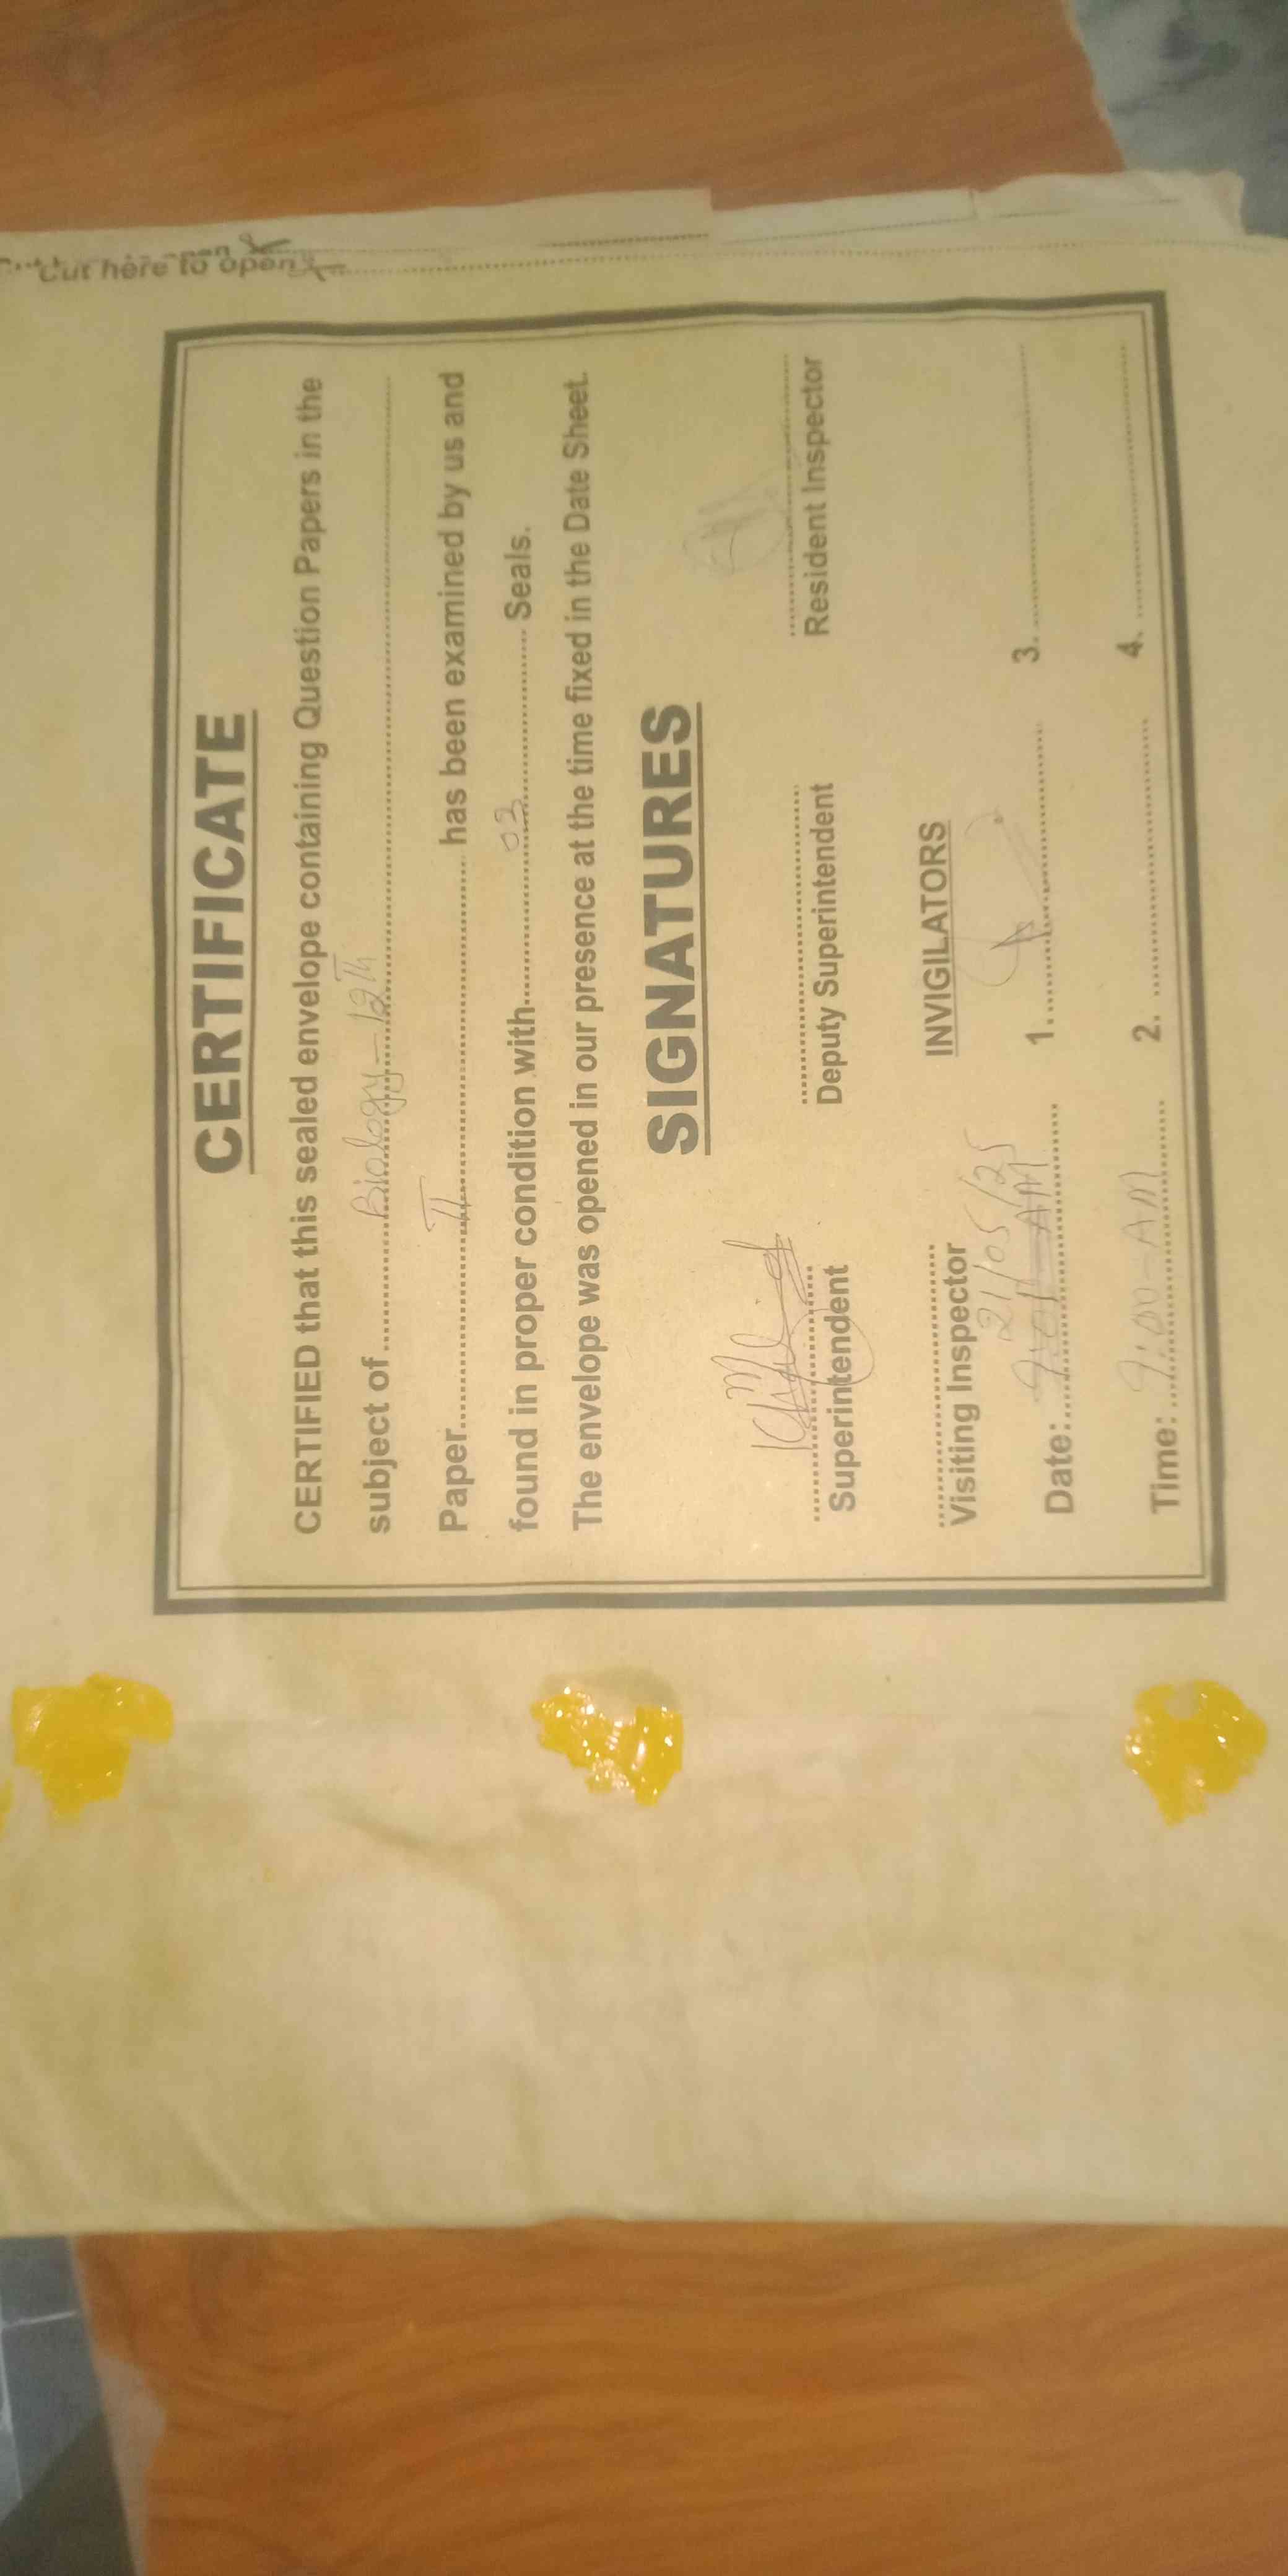 Cut here to open
CERTIFICATE
CERTIFIED that this sealed envelope containing Question Papers in the
subject of Biology-12Th
Paper II has been examined by us and
found in proper condition with 02 Seals.
The envelope was opened in our presence at the time fixed in the Date Sheet.
SIGNATURES
Superintendent Deputy Superintendent Resident Inspector
Visiting Inspector INVIGILATORS
21/05/25
Date: AM 1. 3.
Time: 9:00-AM 2. 4.